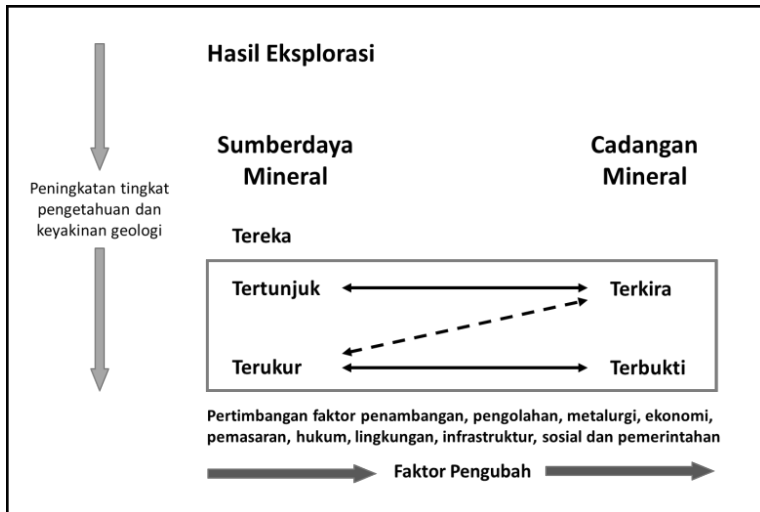 Hasil Eksplorasi
Sumberdaya
Mineral
Cadangan
Mineral
Peningkatan tingkat
pengetahuan dan
keyakinan geologi
Tereka
Tertunjuk
Terkira
Terukur
Terbukti
Pertimbangan faktor penambangan, pengolahan, metalurgi, ekonomi,
pemasaran, hukum, lingkungan, infrastruktur, sosial dan pemerintahan
Faktor Pengubah